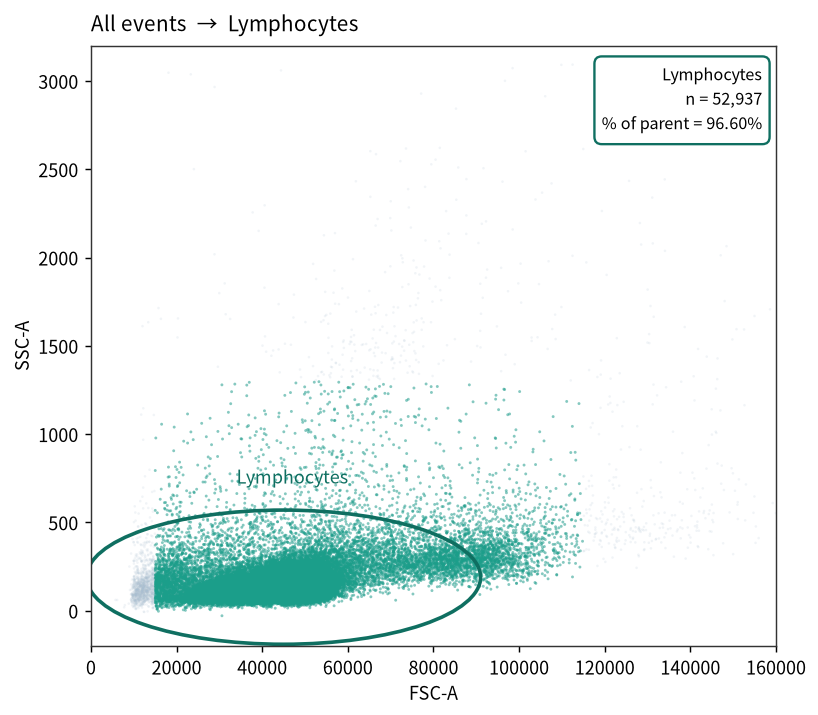 All events → Lymphocytes
Lymphocytes
n = 52,937
% of parent = 96.60%
SSC-A
3000
2500
2000
1500
1000
500
0
Lymphocytes
0 20000 40000 60000 80000 100000 120000 140000 160000
FSC-A